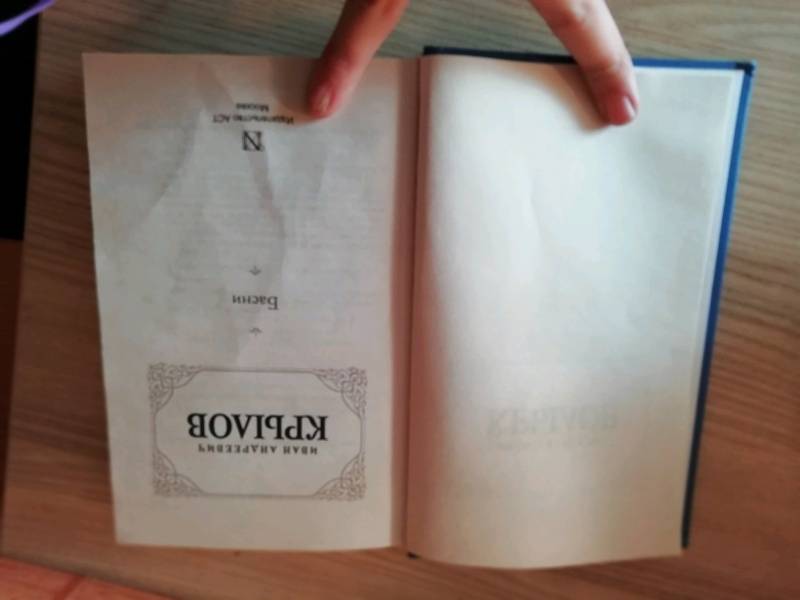 ИВАН АНДРЕЕВИЧ
КРЫЛОВ
Басни
Издательство АСТ
Москва